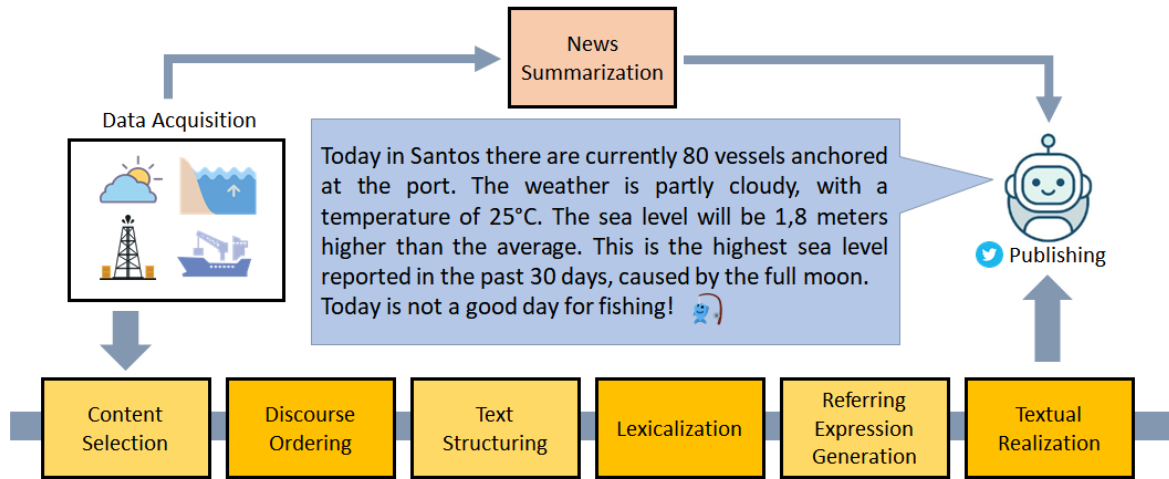 News
Summarization
Data Acquisition
Today in Santos there are currently 80 vessels anchored
at the port. The weather is partly cloudy, with a
temperature of 25°C. The sea level will be 1,8 meters
higher than the average. This is the highest sea level
reported in the past 30 days, caused by the full moon.
Today is not a good day for fishing!
Publishing
Content
Selection
Discourse
Ordering
Text
Structuring
Lexicalization
Referring
Expression
Generation
Textual
Realization